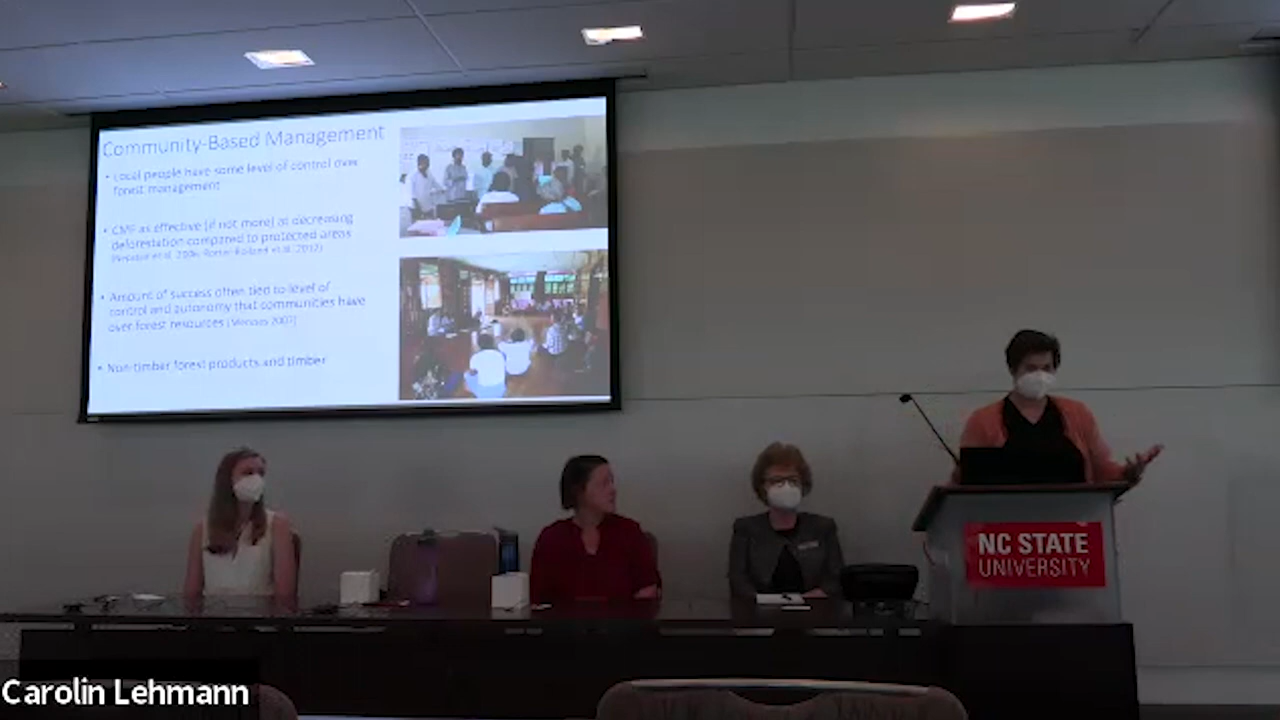 Community-Based Management
• Local people have some level of control over
forest management
• CMF as effective (if not more) at decreasing
deforestation compared to protected areas
• Amount of success often tied to level of
control and autonomy that communities have
over forest resources
• Non-timber forest products and timber
NC STATE
UNIVERSITY
Carolin Lehmann